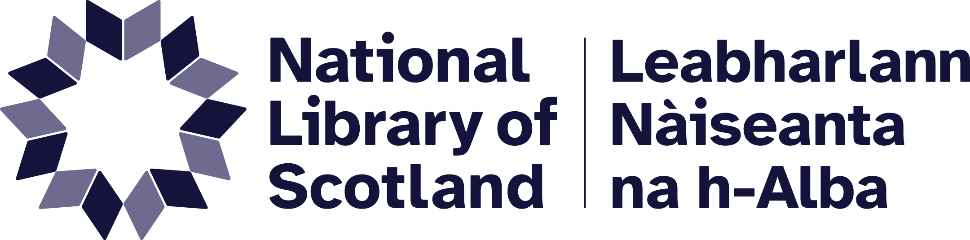 National
Library of
Scotland
Leabharlann
Nàiseanta
na h-Alba